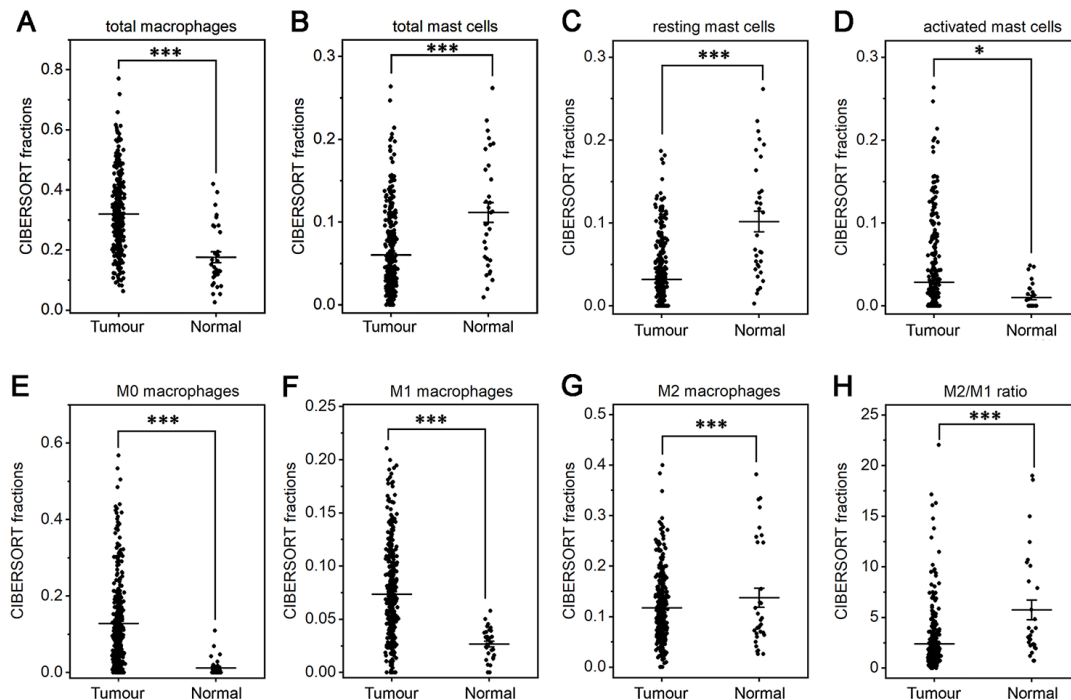 A total macrophages
***
CIBERSORT fractions
0.8
0.6
0.4
0.2
0.0
Tumour Normal
B total mast cells
***
CIBERSORT fractions
0.3
0.2
0.1
0.0
Tumour Normal
C resting mast cells
***
CIBERSORT fractions
0.3
0.2
0.1
0.0
Tumour Normal
D activated mast cells
*
CIBERSORT fractions
0.3
0.2
0.1
0.0
Tumour Normal
E M0 macrophages
***
CIBERSORT fractions
0.6
0.4
0.2
0.0
Tumour Normal
F M1 macrophages
***
CIBERSORT fractions
0.25
0.20
0.15
0.10
0.05
0.00
Tumour Normal
G M2 macrophages
***
CIBERSORT fractions
0.5
0.4
0.3
0.2
0.1
0.0
Tumour Normal
H M2/M1 ratio
***
CIBERSORT fractions
25
20
15
10
5
0
Tumour Normal